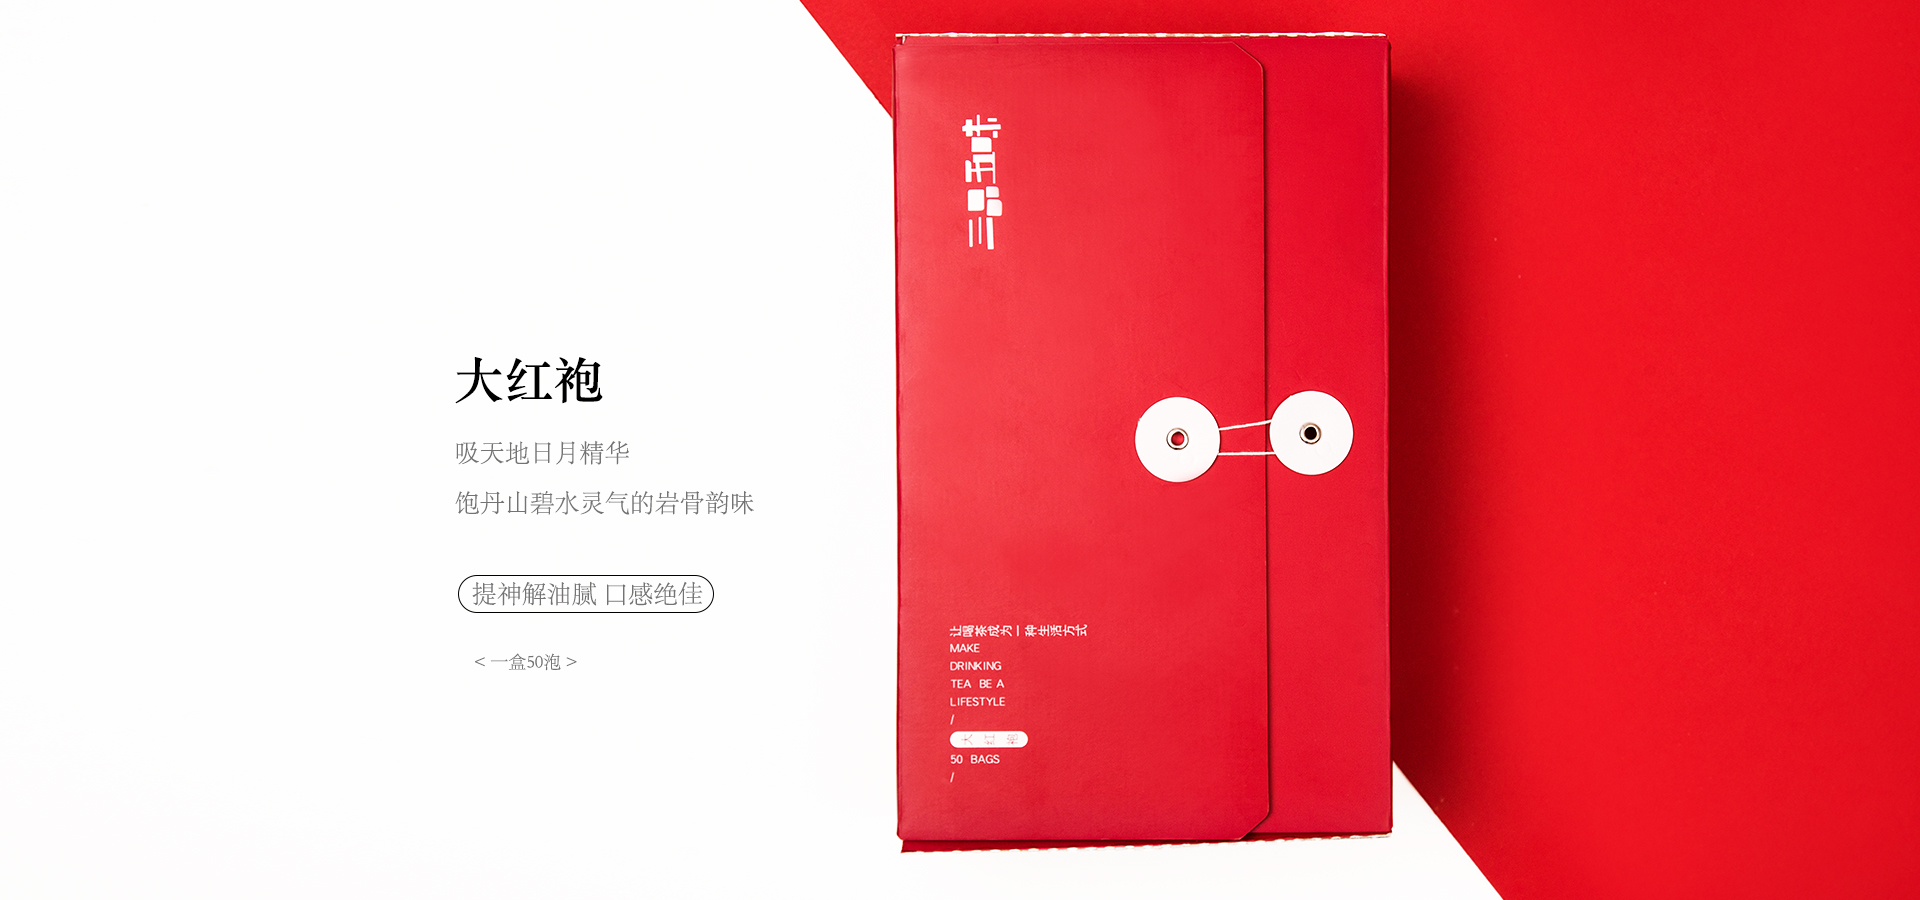 大红袍
吸天地日月精华
饱丹山碧水灵气的岩骨韵味
提神解油腻 口感绝佳
< 一盒50泡 >
三品五味
让喝茶成为一种生活方式
MAKE
DRINKING
TEA BE A
LIFESTYLE
/
大红袍
50 BAGS
/